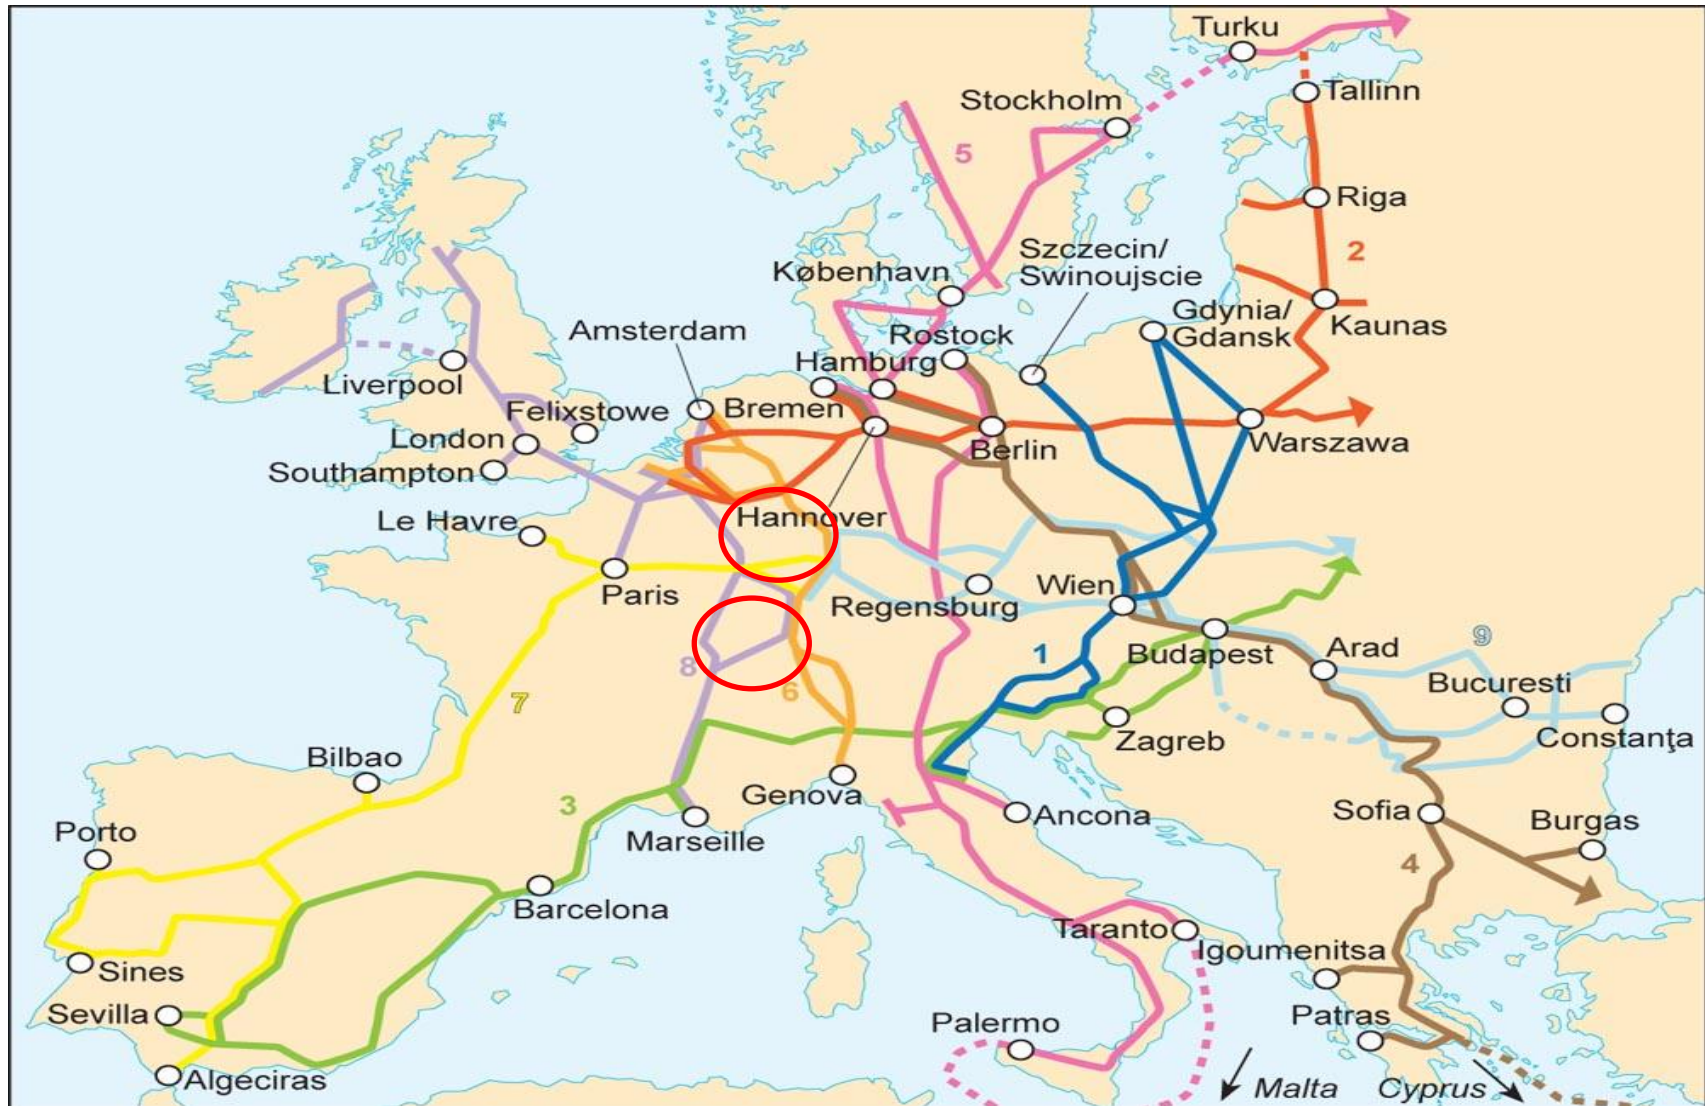 Turku
Tallinn
Stockholm
5
Riga
2
Szczecin/
Swinoujscie
København
Gdynia/
Gdansk
Kaunas
Amsterdam
Rostock
Hamburg
Liverpool
Felixstowe
Bremen
London
Berlin
Warszawa
Southampton
Le Havre
Hannover
Paris
Regensburg
Wien
1
Budapest
9
Arad
8
6
7
Bucuresti
Zagreb
Constanţa
Bilbao
Genova
3
Ancona
Sofia
Burgas
Porto
Marseille
4
Barcelona
Taranto
Igoumenitsa
Sines
Sevilla
Palermo
Patras
Algeciras
Malta
Cyprus